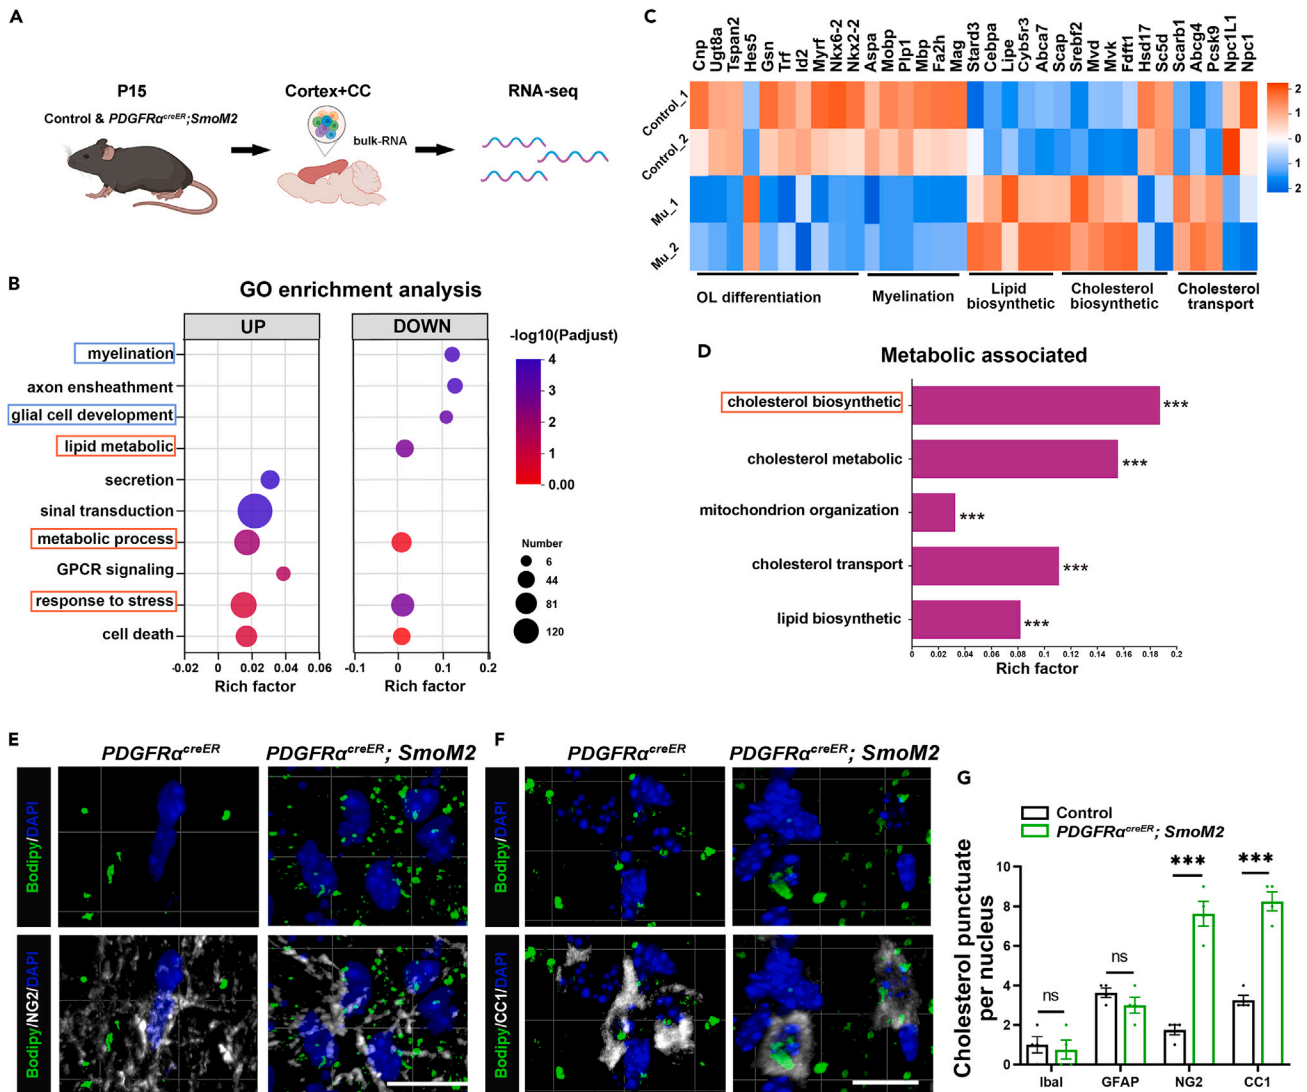 A
P15
Control & PDGFRα^creER;SmoM2
Cortex+CC
bulk-RNA
RNA-seq
B
GO enrichment analysis
UP
DOWN
myelination
axon ensheathment
glial cell development
lipid metabolic
secretion
sinal transduction
metabolic process
GPCR signaling
response to stress
cell death
-0.02 0 0.02 0.04 0.06
Rich factor
-0.1 0 0.1 0.2
Rich factor
-log10(Padjust)
4
3
2
1
0.00
Number
6
44
81
120
C
Cnp Ugt8a Tspan2 Hes5 Gsn Trf Id2 Myrf Nkx6-2 Nkx2-2 Aspa Mobp Plp1 Mbp Fa2h Mag Stard3 Cebpa Lipe Cyb5r3 Abca7 Scap Srebf2 Mvd Mvk Fdft1 Hsd17 Sc5d Scarb1 Abcg4 Pcsk9 Npc1L1 Npc1
Control_1
Control_2
Mu_1
Mu_2
2
1
0
1
2
OL differentiation
Myelination
Lipid
biosynthetic
Cholesterol
biosynthetic
Cholesterol
transport
D
Metabolic associated
cholesterol biosynthetic ***
cholesterol metabolic ***
mitochondrion organization ***
cholesterol transport ***
lipid biosynthetic ***
0 0.02 0.04 0.06 0.08 0.1 0.12 0.14 0.16 0.18 0.2
Rich factor
E
PDGFRα^creER
PDGFRα^creER; SmoM2
Bodipy/DAPI
Bodipy/NG2/DAPI
F
PDGFRα^creER
PDGFRα^creER; SmoM2
Bodipy/DAPI
Bodipy/CC1/DAPI
G
Control
PDGFRα^creER; SmoM2
Cholesterol punctuate
per nucleus
10
8
6
4
2
0
ns
ns
***
***
Ibal GFAP NG2 CC1